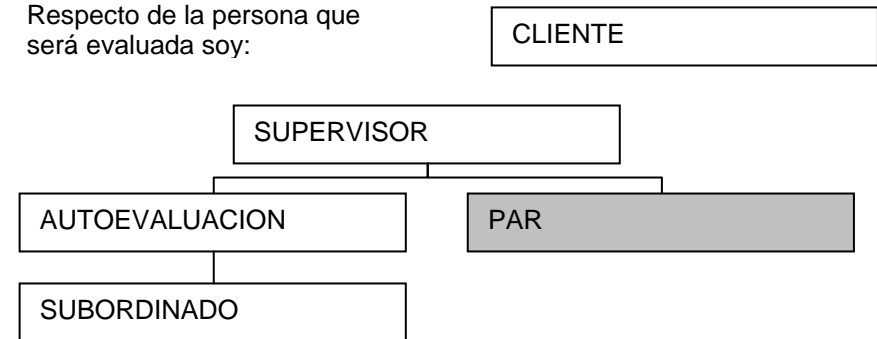 Respecto de la persona que
será evaluada soy:
CLIENTE
SUPERVISOR
AUTOEVALUACION
PAR
SUBORDINADO